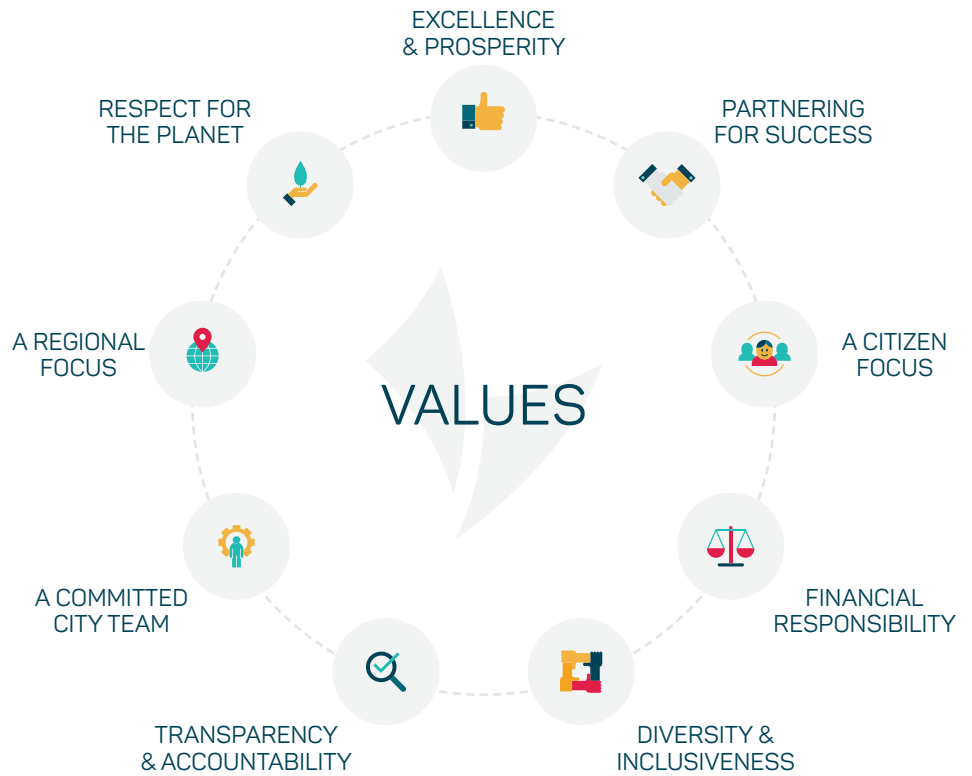 EXCELLENCE
& PROSPERITY
RESPECT FOR
THE PLANET
PARTNERING
FOR SUCCESS
A REGIONAL
FOCUS
A CITIZEN
FOCUS
VALUES
A COMMITTED
CITY TEAM
FINANCIAL
RESPONSIBILITY
TRANSPARENCY
& ACCOUNTABILITY
DIVERSITY &
INCLUSIVENESS